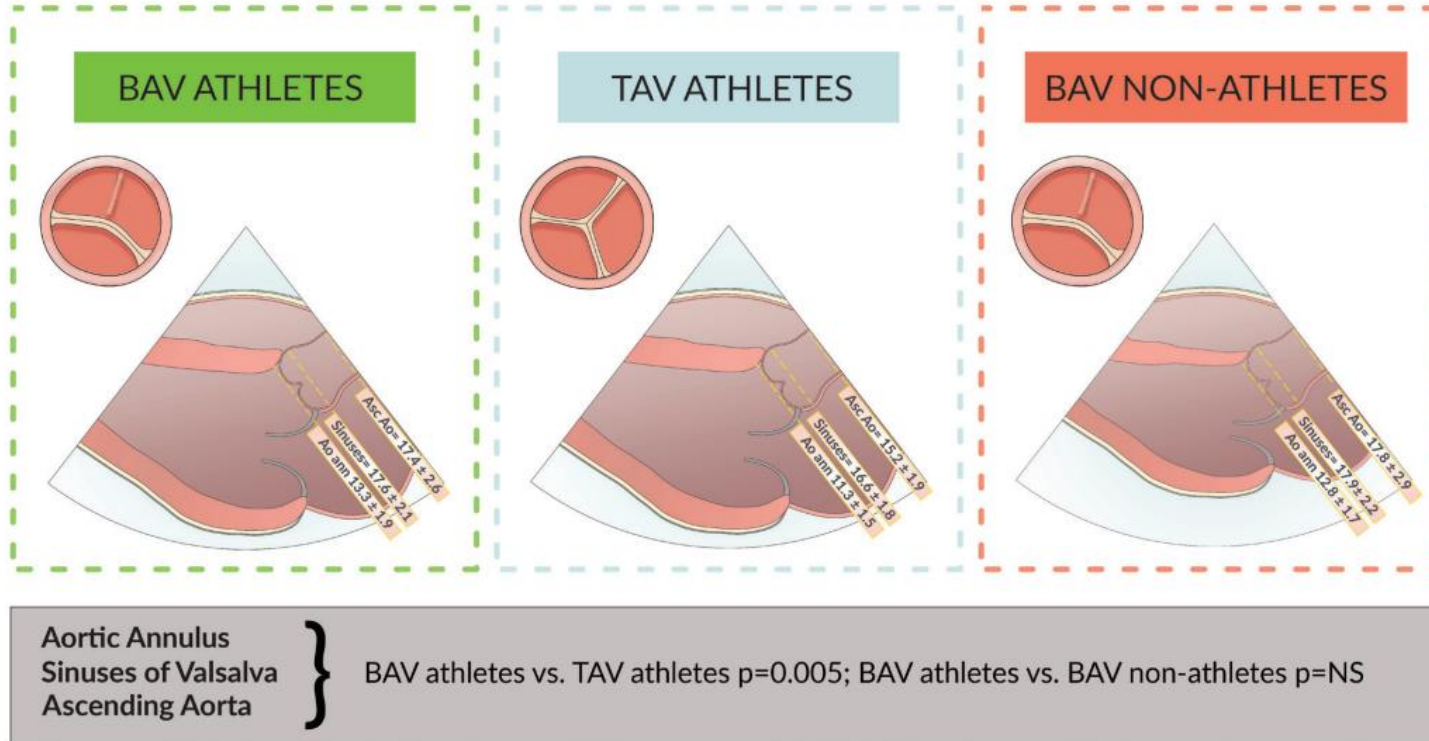 BAV ATHLETES
Asc Ao= 17.4 ± 2.6
Sinuses= 17.6 ± 2.1
Ao ann 13.3 ± 1.9
TAV ATHLETES
Asc Ao= 15.2 ± 1.9
Sinuses= 16.6 ± 1.8
Ao ann 11.3 ± 1.5
BAV NON-ATHLETES
Asc Ao= 17.8 ± 2.9
Sinuses= 17.9 ± 2.2
Ao ann 12.8 ± 1.7
Aortic Annulus
Sinuses of Valsalva
Ascending Aorta
} BAV athletes vs. TAV athletes p=0.005; BAV athletes vs. BAV non-athletes p=NS